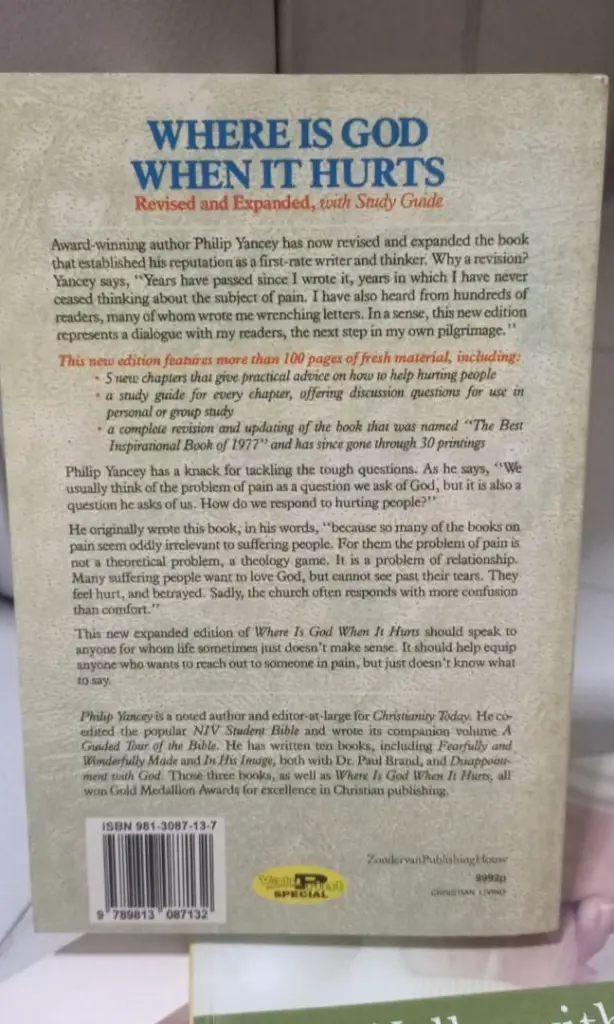 WHERE IS GOD
WHEN IT HURTS
Revised and Expanded, with Study Guide
Award-winning author Philip Yancey has now revised and expanded the book
that established his reputation as a first-rate writer and thinker. Why a revision?
Yancey says, "Years have passed since I wrote it, years in which I have never
ceased thinking about the subject of pain. I have also heard from hundreds of
readers, many of whom wrote me wrenching letters. In a sense, this new edition
represents a dialogue with my readers, the next step in my own pilgrimage."
This new edition features more than 100 pages of fresh material, including:
• 5 new chapters that give practical advice on how to help hurting people
• a study guide for every chapter, offering discussion questions for use in
personal or group study
• a complete revision and updating of the book that was named "The Best
Inspirational Book of 1977" and has since gone through 30 printings
Philip Yancey has a knack for tackling the tough questions. As he says, "We
usually think of the problem of pain as a question we ask of God, but it is also a
question he asks of us. How do we respond to hurting people?"
He originally wrote this book, in his words, "because so many of the books on
pain seem oddly irrelevant to suffering people. For them the problem of pain is
not a theoretical problem, a theology game. It is a problem of relationship.
Many suffering people want to love God, but cannot see past their tears. They
feel hurt, and betrayed. Sadly, the church often responds with more confusion
than comfort."
This new expanded edition of Where Is God When It Hurts should speak to
anyone for whom life sometimes just doesn't make sense. It should help equip
anyone who wants to reach out to someone in pain, but just doesn't know what
to say.
Philip Yancey is a noted author and editor-at-large for Christianity Today. He co-
edited the popular NIV Student Bible and wrote its companion volume A
Guided Tour of the Bible. He has written ten books, including Fearfully and
Wonderfully Made and In His Image, both with Dr. Paul Brand, and Disappoint-
ment with God. Those three books, as well as Where Is God When It Hurts, all
won Gold Medallion Awards for excellence in Christian publishing.
ISBN 981-3087-13-7
9 789813 087132
SPECIAL
ZondervanPublishingHouse
9992p
CHRISTIAN LIVING
with